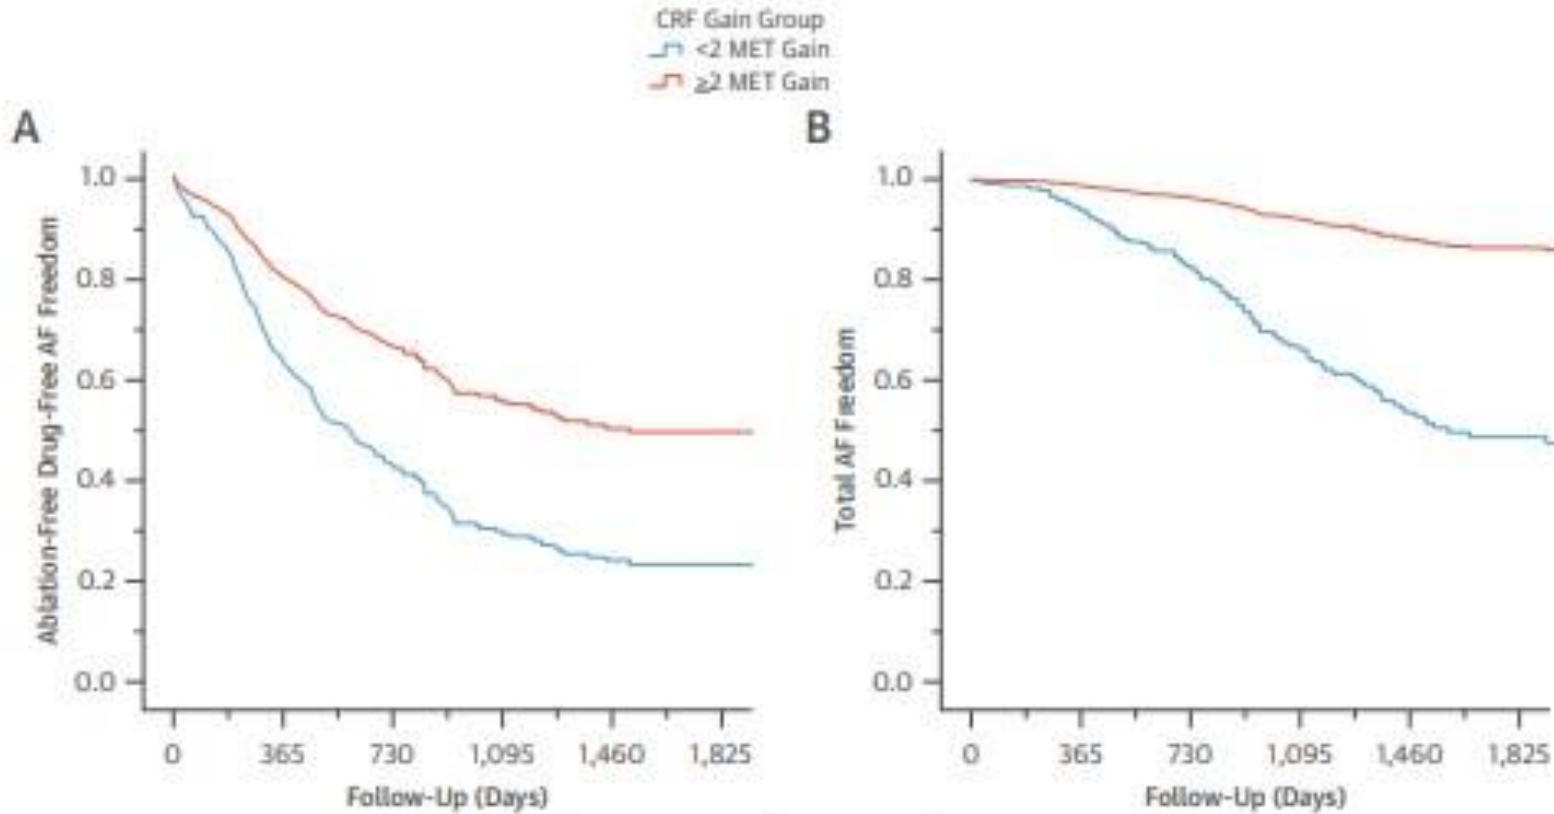 CRF Gain Group
<2 MET Gain
≥2 MET Gain
A
Ablation-Free Drug-Free AF Freedom
1.0
0.8
0.6
0.4
0.2
0.0
0 365 730 1,095 1,460 1,825
Follow-Up (Days)
B
Total AF Freedom
1.0
0.8
0.6
0.4
0.2
0.0
0 365 730 1,095 1,460 1,825
Follow-Up (Days)